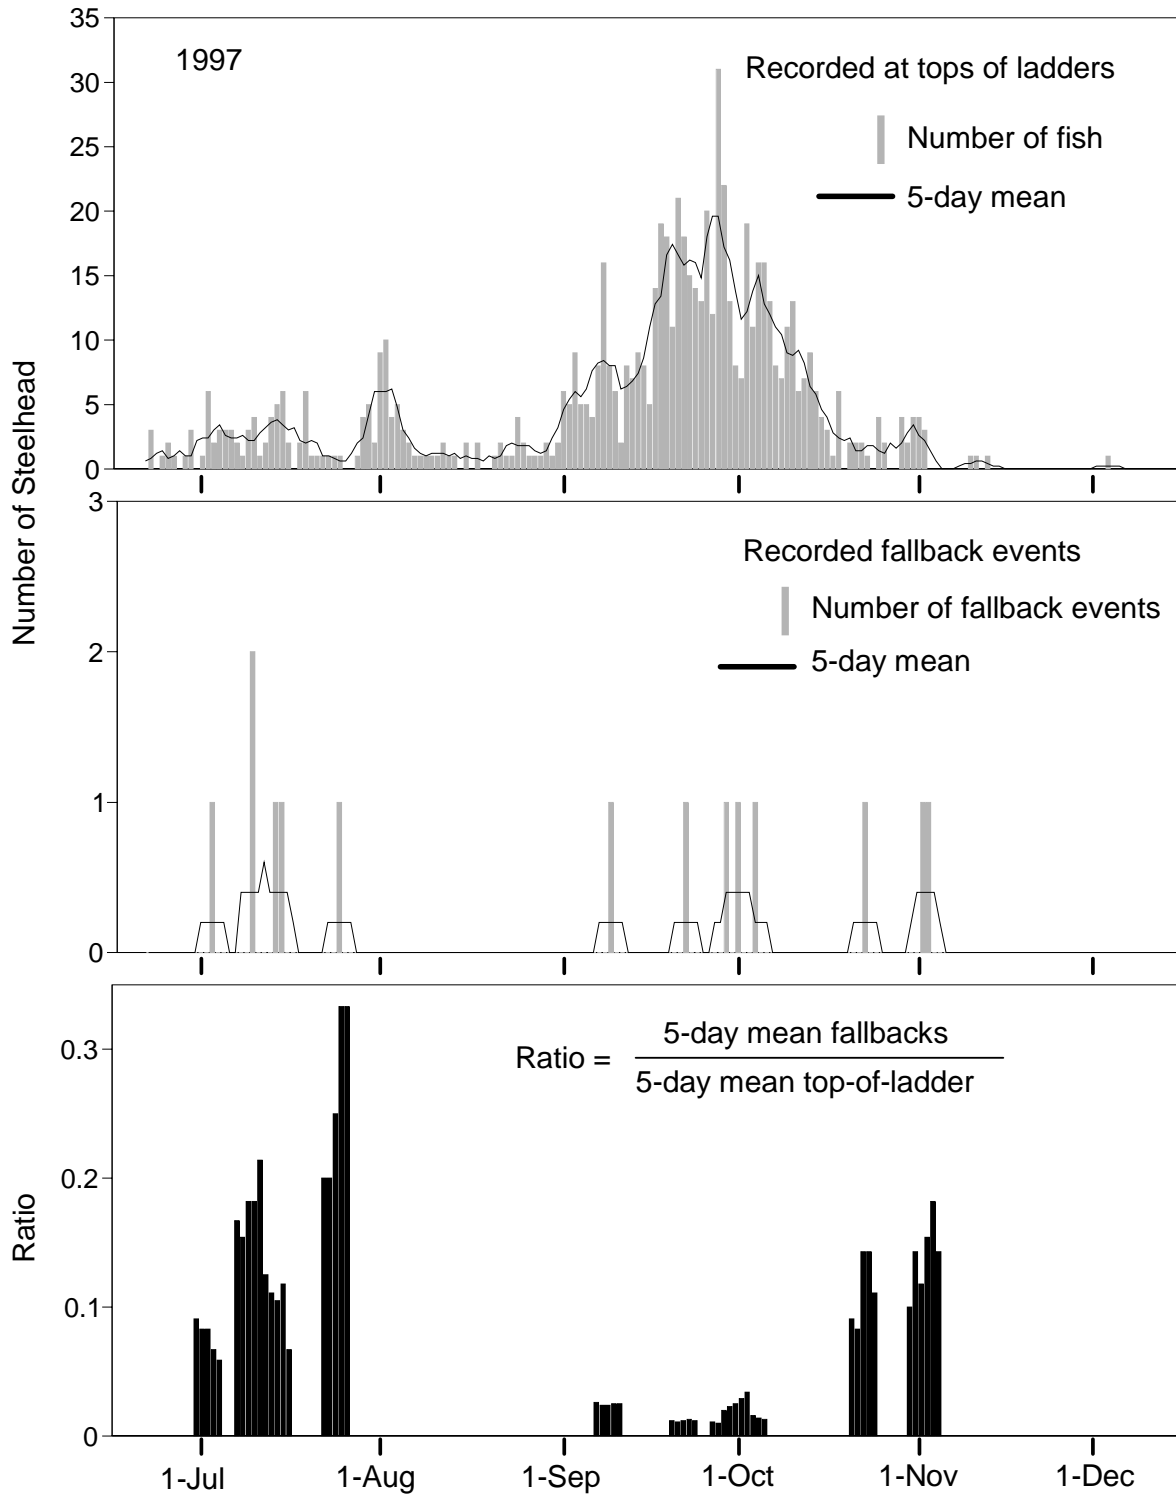 35
1997
Recorded at tops of ladders
30
Number of fish
25
5-day mean
20
15
10
5
0
Number of Steelhead
3
Recorded fallback events
Number of fallback events
2
5-day mean
1
0
0.3
5-day mean fallbacks
Ratio =
5-day mean top-of-ladder
0.2
Ratio
0.1
0
1-Jul 1-Aug 1-Sep 1-Oct 1-Nov 1-Dec